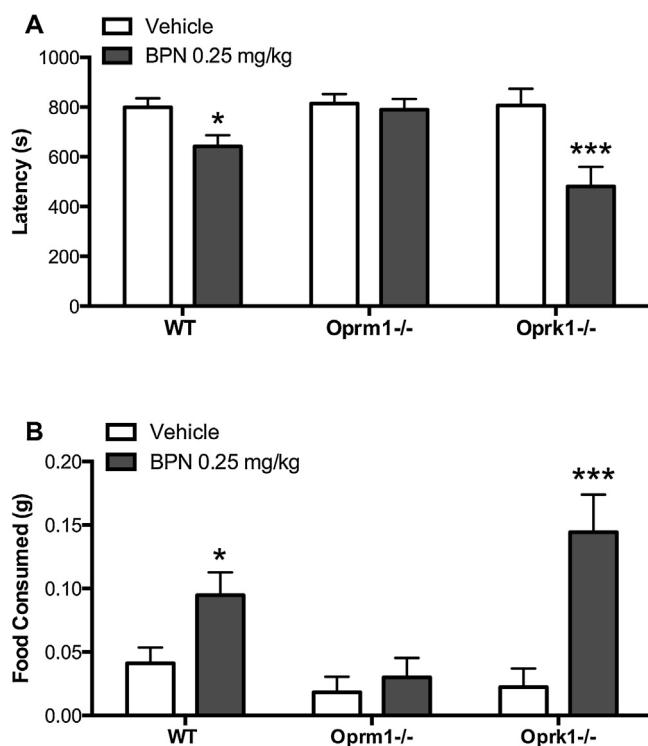 A
Vehicle
BPN 0.25 mg/kg
Latency (s)
1000
800
600
400
200
0
*
***
WT
Oprm1-/-
Oprk1-/-
B
Vehicle
BPN 0.25 mg/kg
Food Consumed (g)
0.20
0.15
0.10
0.05
0.00
*
***
WT
Oprm1-/-
Oprk1-/-